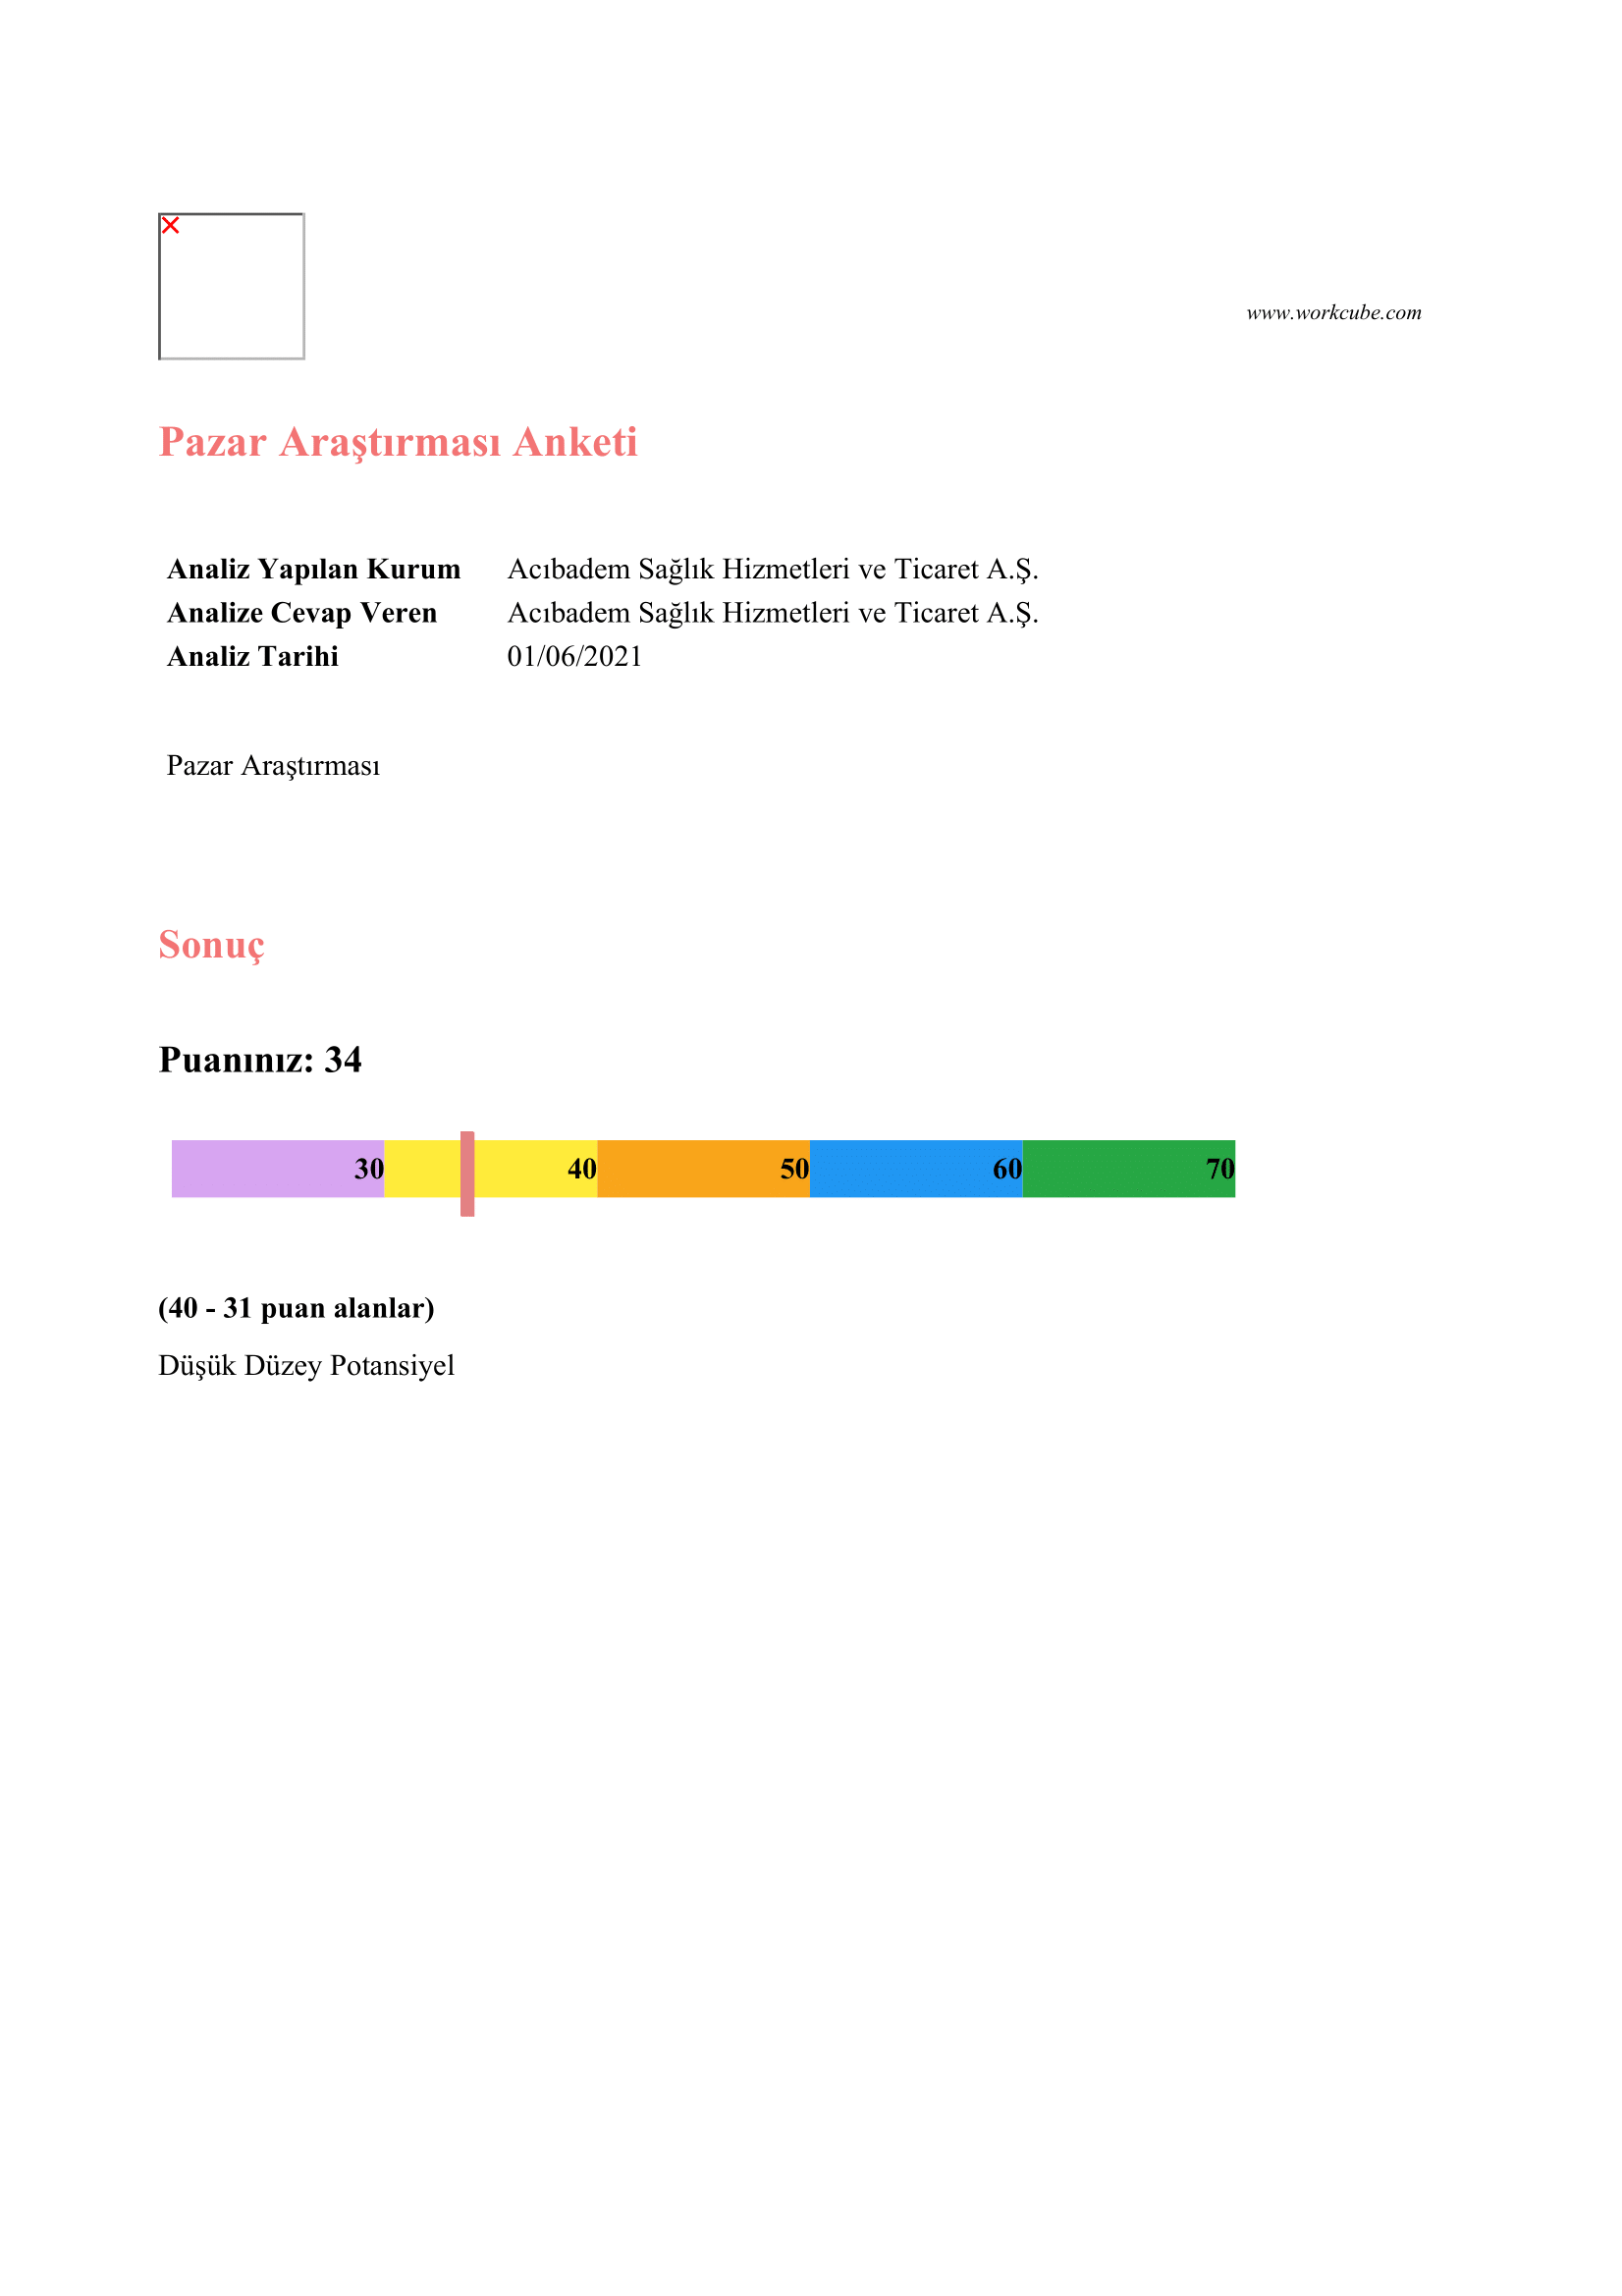 www.workcube.com
Pazar Araştırması Anketi
Analiz Yapılan Kurum Acıbadem Sağlık Hizmetleri ve Ticaret A.Ş.
Analize Cevap Veren Acıbadem Sağlık Hizmetleri ve Ticaret A.Ş.
Analiz Tarihi 01/06/2021
Pazar Araştırması
Sonuç
Puanınız: 34
30 40 50 60 70
(40 - 31 puan alanlar)
Düşük Düzey Potansiyel